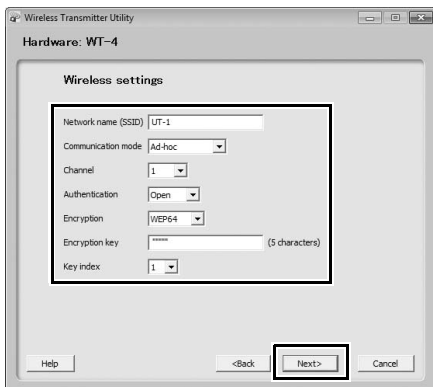 Wireless Transmitter Utility
Hardware: WT-4
Wireless settings
Network name (SSID) UT-1
Communication mode Ad-hoc
Channel 1
Authentication Open
Encryption WEP64
Encryption key ***** (5 characters)
Key index 1
Help <Back Next> Cancel